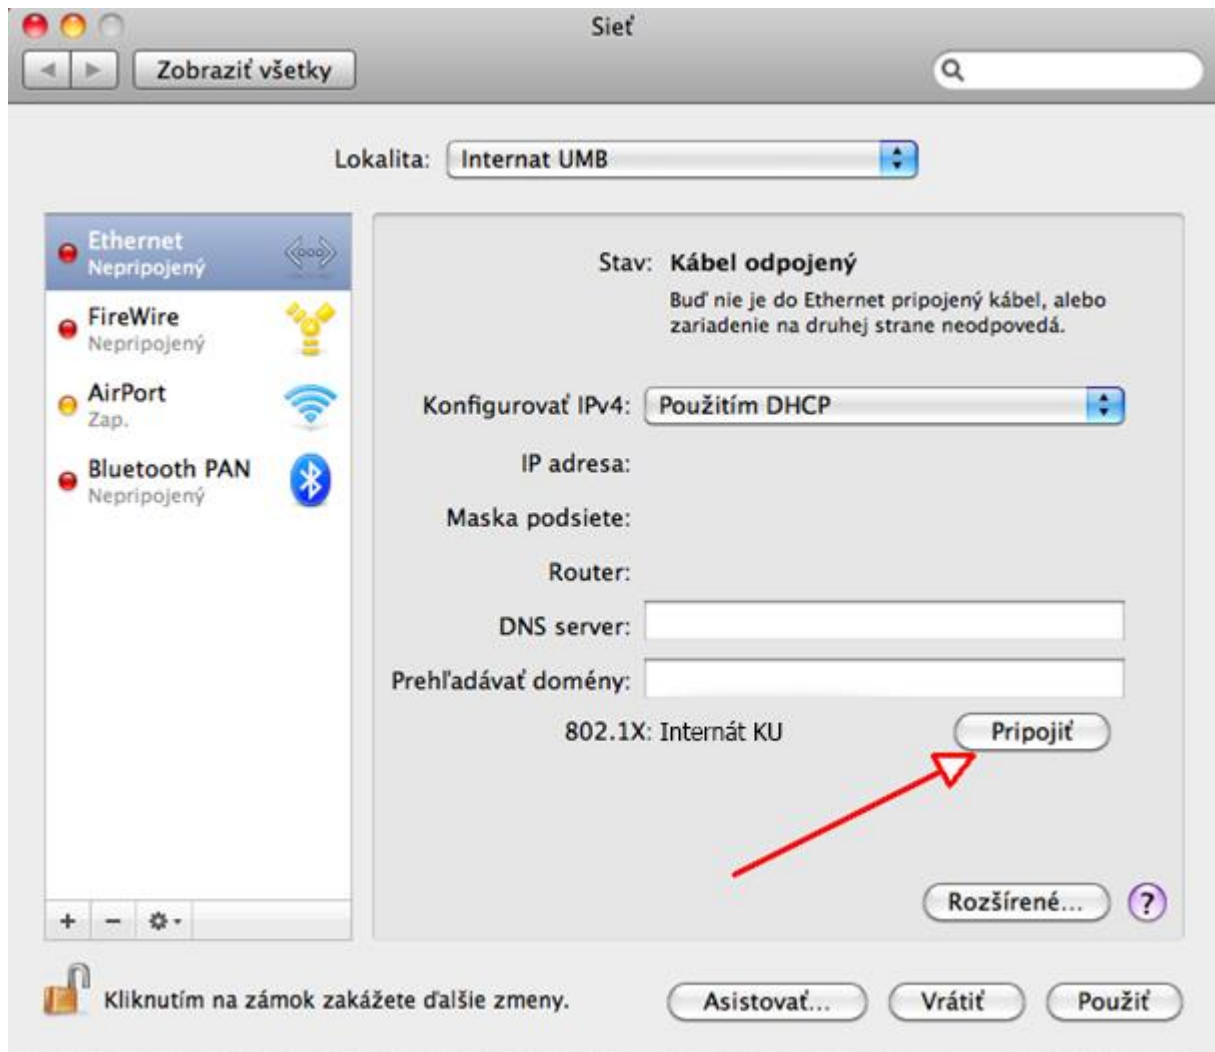 Sieť
Zobraziť všetky
Lokalita: Internat UMB
Ethernet
Nepripojený
FireWire
Nepripojený
AirPort
Zap.
Bluetooth PAN
Nepripojený
Stav: Kábel odpojený
Buď nie je do Ethernet pripojený kábel, alebo
zariadenie na druhej strane neodpovedá.
Konfigurovať IPv4: Použitím DHCP
IP adresa:
Maska podsiete:
Router:
DNS server:
Prehľadávať domény:
802.1X: Internát KU Pripojiť
Rozšírené... ?
Kliknutím na zámok zakážete ďalšie zmeny.
Asistovať... Vrátiť Použiť